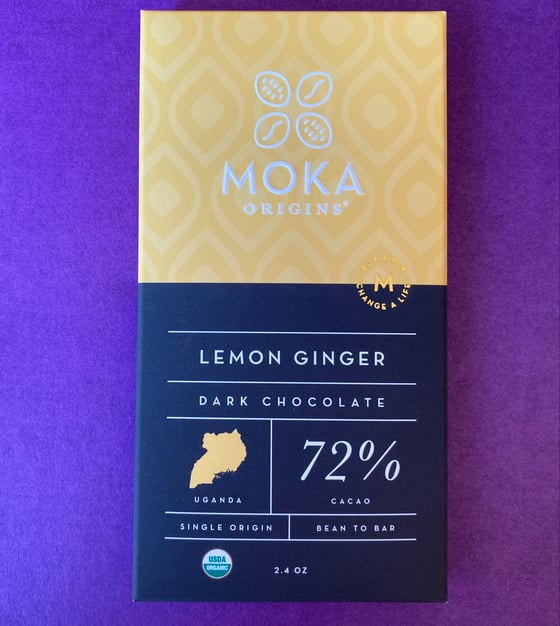 MOKA
ORIGINS®
BUY A BAR
M
CHANGE A LIFE
LEMON GINGER
DARK CHOCOLATE
72%
UGANDA
CACAO
SINGLE ORIGIN
BEAN TO BAR
USDA
ORGANIC
2.4 OZ